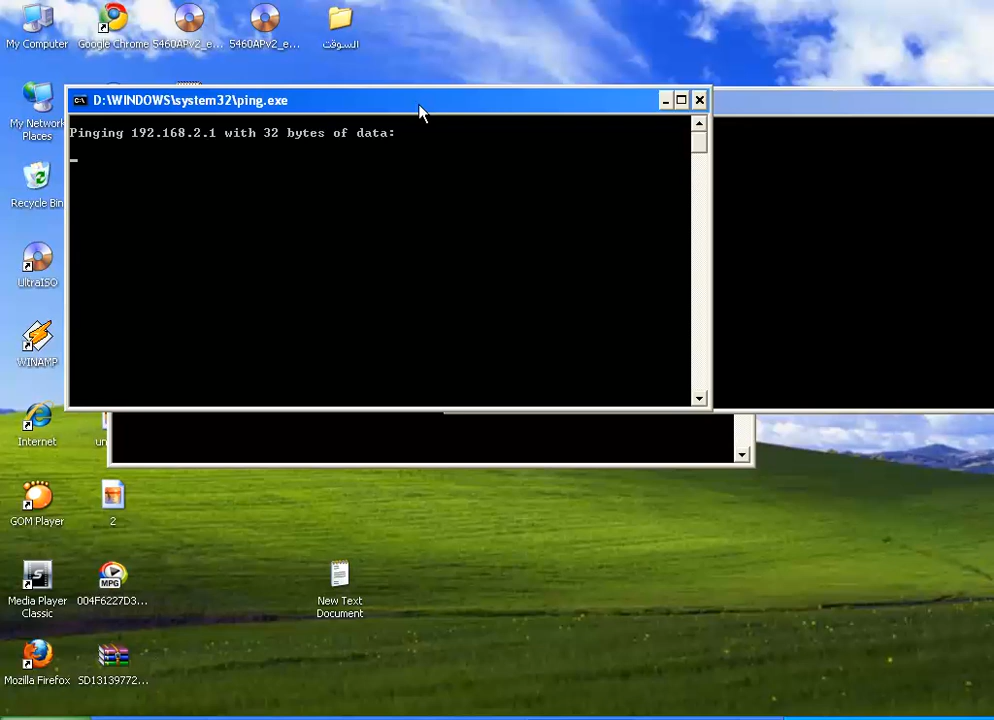 My Computer
Google Chrome
5460APv2_e...
5460APv2_e...
السوفت
D:\WINDOWS\system32\ping.exe
Pinging 192.168.2.1 with 32 bytes of data:
My Network
Places
Recycle Bin
UltraISO
WINAMP
Internet
un
GOM Player
2
Media Player
Classic
004F6227D3...
New Text
Document
Mozilla Firefox
SD13139772...